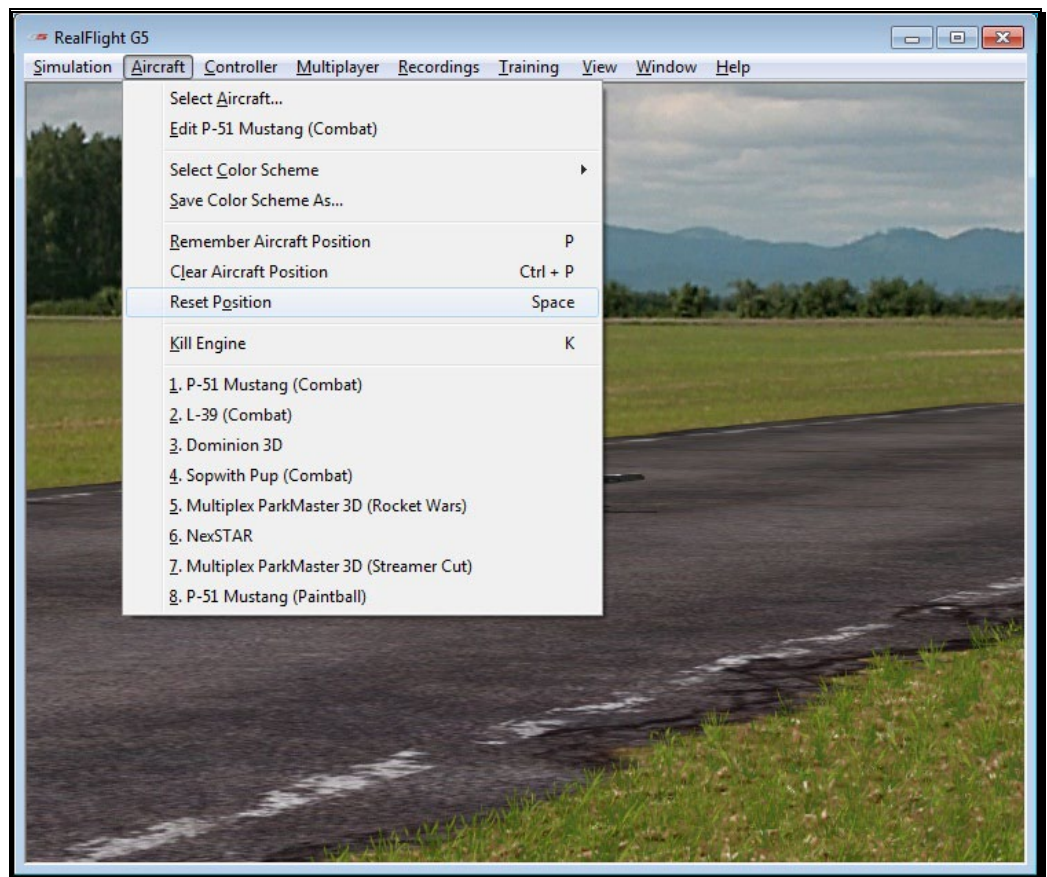 RealFlight G5
Simulation Aircraft Controller Multiplayer Recordings Training View Window Help
Select Aircraft...
Edit P-51 Mustang (Combat)
Select Color Scheme
Save Color Scheme As...
Remember Aircraft Position P
Clear Aircraft Position Ctrl + P
Reset Position Space
Kill Engine K
1. P-51 Mustang (Combat)
2. L-39 (Combat)
3. Dominion 3D
4. Sopwith Pup (Combat)
5. Multiplex ParkMaster 3D (Rocket Wars)
6. NexSTAR
7. Multiplex ParkMaster 3D (Streamer Cut)
8. P-51 Mustang (Paintball)